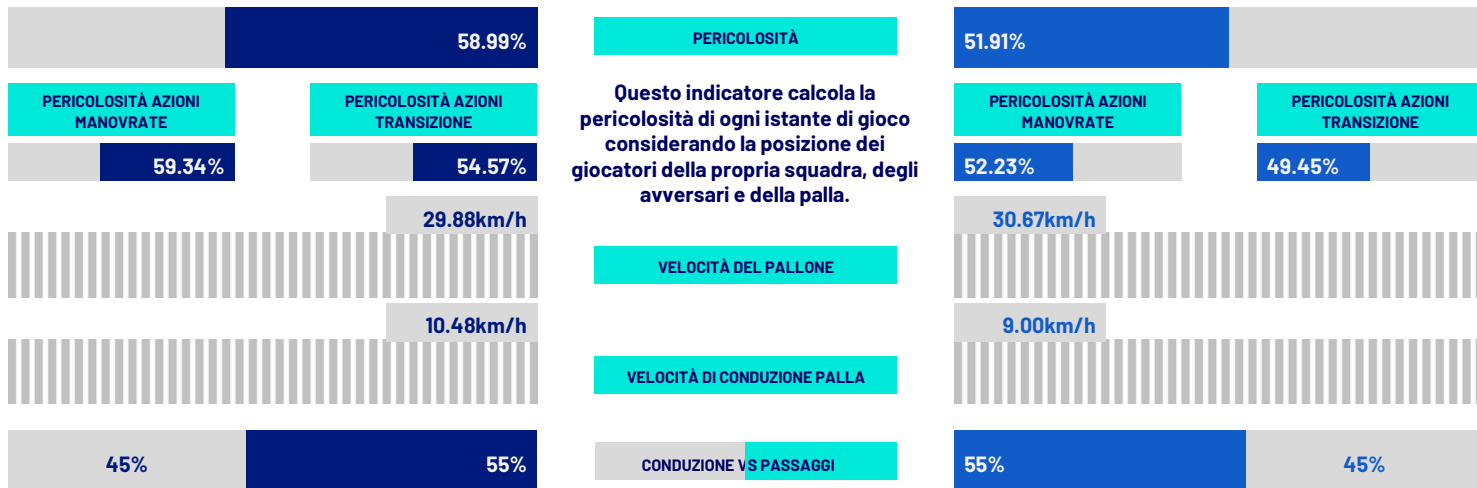 58.99%
PERICOLOSITÀ
51.91%
PERICOLOSITÀ AZIONI
MANOVRATE
PERICOLOSITÀ AZIONI
TRANSIZIONE
59.34%
54.57%
Questo indicatore calcola la
pericolosità di ogni istante di gioco
considerando la posizione dei
giocatori della propria squadra, degli
avversari e della palla.
PERICOLOSITÀ AZIONI
MANOVRATE
PERICOLOSITÀ AZIONI
TRANSIZIONE
52.23%
49.45%
29.88km/h
VELOCITÀ DEL PALLONE
30.67km/h
10.48km/h
VELOCITÀ DI CONDUZIONE PALLA
9.00km/h
45%
55%
CONDUZIONE VS PASSAGGI
55%
45%